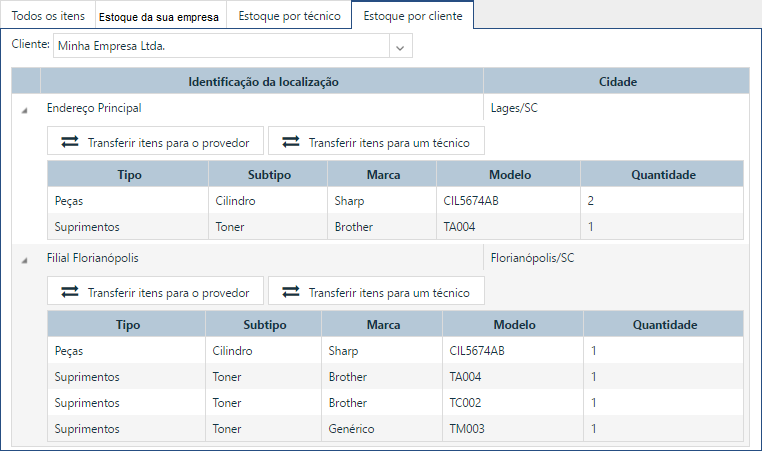 Todos os itens Estoque da sua empresa Estoque por técnico Estoque por cliente
Cliente: Minha Empresa Ltda.
Identificação da localização Cidade
Endereço Principal Lages/SC
Transferir itens para o provedor Transferir itens para um técnico
Tipo Subtipo Marca Modelo Quantidade
Peças Cilindro Sharp CIL5674AB 2
Suprimentos Toner Brother TA004 1
Filial Florianópolis Florianópolis/SC
Transferir itens para o provedor Transferir itens para um técnico
Tipo Subtipo Marca Modelo Quantidade
Peças Cilindro Sharp CIL5674AB 1
Suprimentos Toner Brother TA004 1
Suprimentos Toner Brother TC002 1
Suprimentos Toner Genérico TM003 1